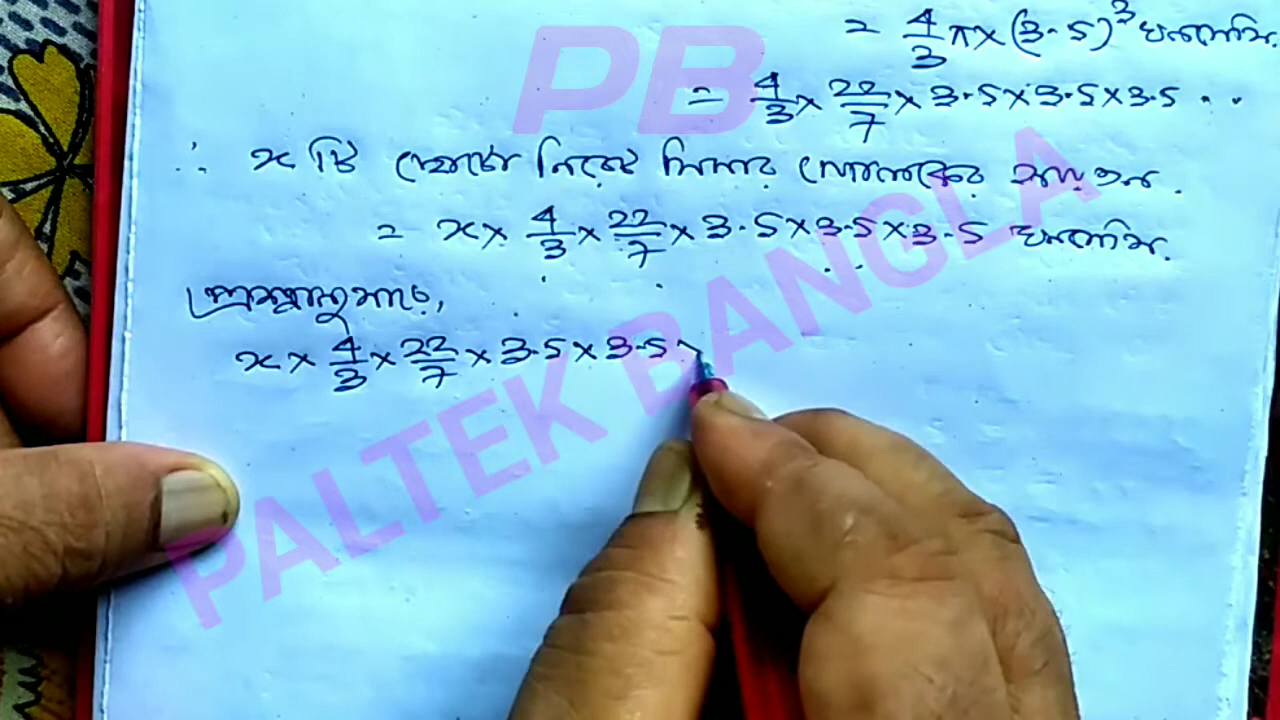 = 4/3 π × (3.5)³ ঘনসেমি.
= 4/3 × 22/7 × 3.5 × 3.5 × 3.5 ..
∴ x টি ছোটো নিরেট সিসার গোলকের আয়তন.
= x × 4/3 × 22/7 × 3.5 × 3.5 × 3.5 ঘনসেমি.
প্রশ্নানুসারে,
x × 4/3 × 22/7 × 3.5 × 3.5 ×
PB
PALTEK BANGLA